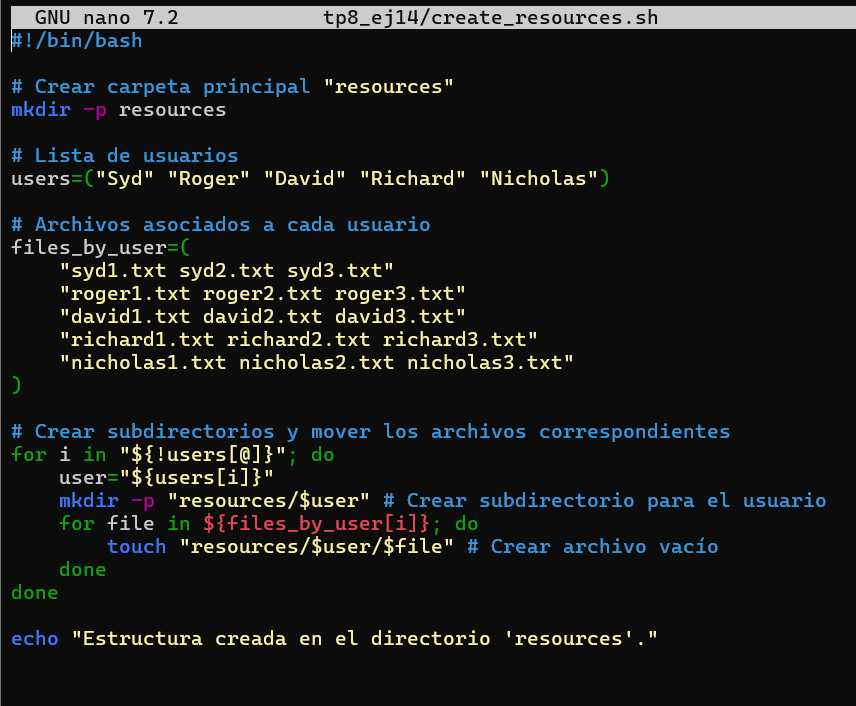 GNU nano 7.2 tp8_ej14/create_resources.sh
#!/bin/bash
# Crear carpeta principal "resources"
mkdir -p resources
# Lista de usuarios
users=("Syd" "Roger" "David" "Richard" "Nicholas")
# Archivos asociados a cada usuario
files_by_user=(
    "syd1.txt syd2.txt syd3.txt"
    "roger1.txt roger2.txt roger3.txt"
    "david1.txt david2.txt david3.txt"
    "richard1.txt richard2.txt richard3.txt"
    "nicholas1.txt nicholas2.txt nicholas3.txt"
)
# Crear subdirectorios y mover los archivos correspondientes
for i in "${!users[@]}"; do
    user="${users[i]}"
    mkdir -p "resources/$user" # Crear subdirectorio para el usuario
    for file in ${files_by_user[i]}; do
        touch "resources/$user/$file" # Crear archivo vacío
    done
done
echo "Estructura creada en el directorio 'resources'."